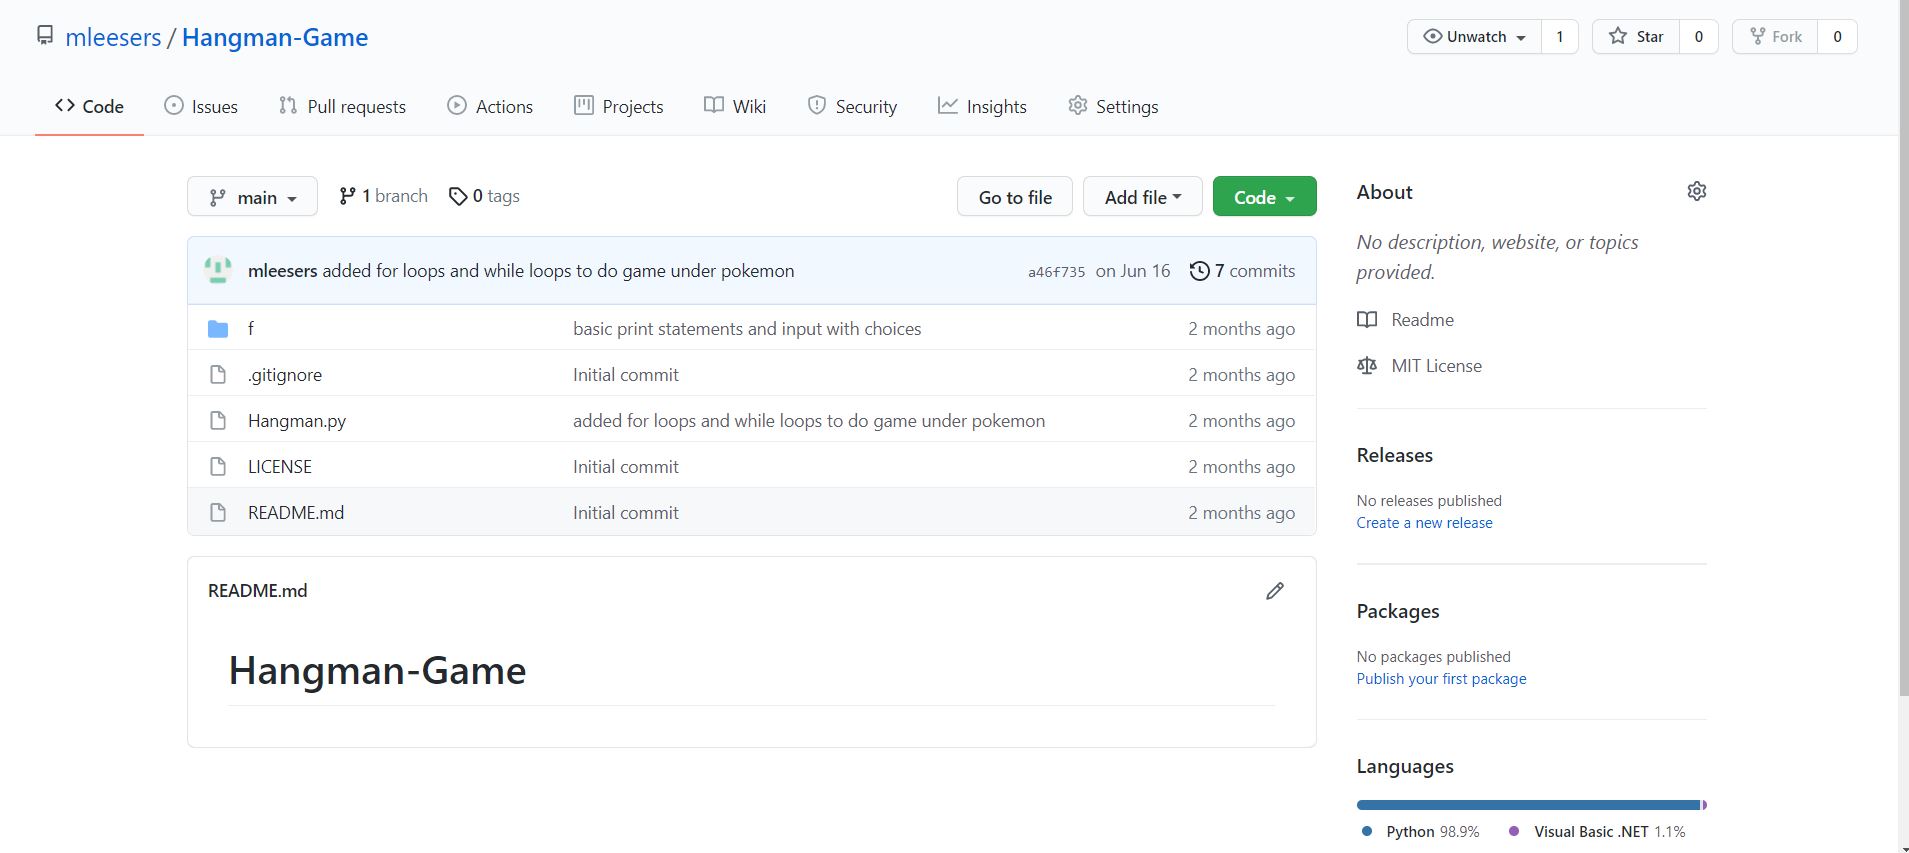 mleesers / Hangman-Game
Unwatch 1 Star 0 Fork 0
Code Issues Pull requests Actions Projects Wiki Security Insights Settings
main 1 branch 0 tags Go to file Add file Code
mleesers added for loops and while loops to do game under pokemon a46f735 on Jun 16 7 commits
f basic print statements and input with choices 2 months ago
.gitignore Initial commit 2 months ago
Hangman.py added for loops and while loops to do game under pokemon 2 months ago
LICENSE Initial commit 2 months ago
README.md Initial commit 2 months ago
README.md
Hangman-Game
About
No description, website, or topics
provided.
Readme
MIT License
Releases
No releases published
Create a new release
Packages
No packages published
Publish your first package
Languages
Python 98.9% Visual Basic .NET 1.1%